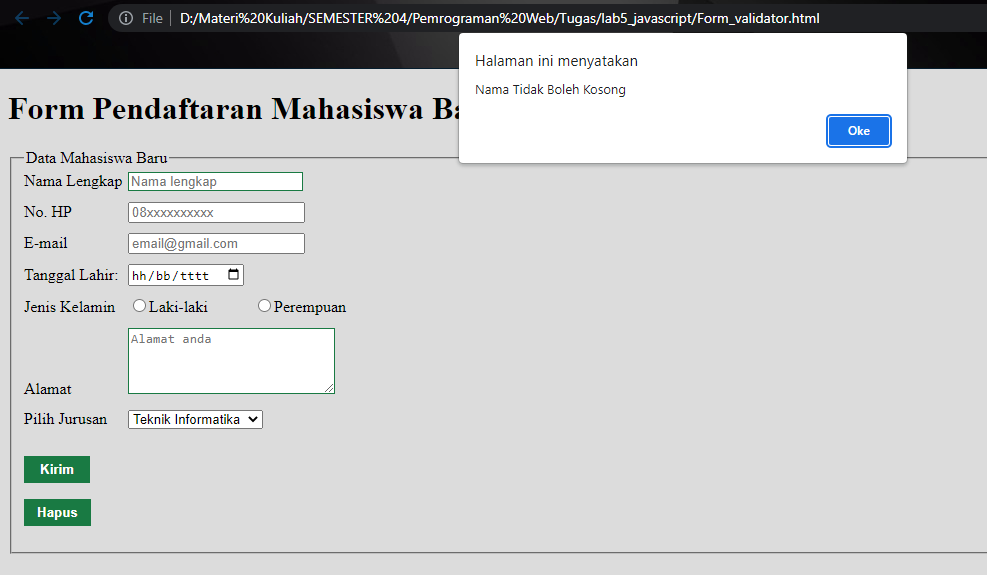 File D:/Materi%20Kuliah/SEMESTER%204/Pemrograman%20Web/Tugas/lab5_javascript/Form_validator.html
Halaman ini menyatakan
Nama Tidak Boleh Kosong
Oke
Form Pendaftaran Mahasiswa Ba
Data Mahasiswa Baru
Nama Lengkap Nama lengkap
No. HP 08xxxxxxxxxx
E-mail email@gmail.com
Tanggal Lahir: hh/bb/tttt
Jenis Kelamin Laki-laki Perempuan
Alamat anda
Alamat
Pilih Jurusan Teknik Informatika
Kirim
Hapus